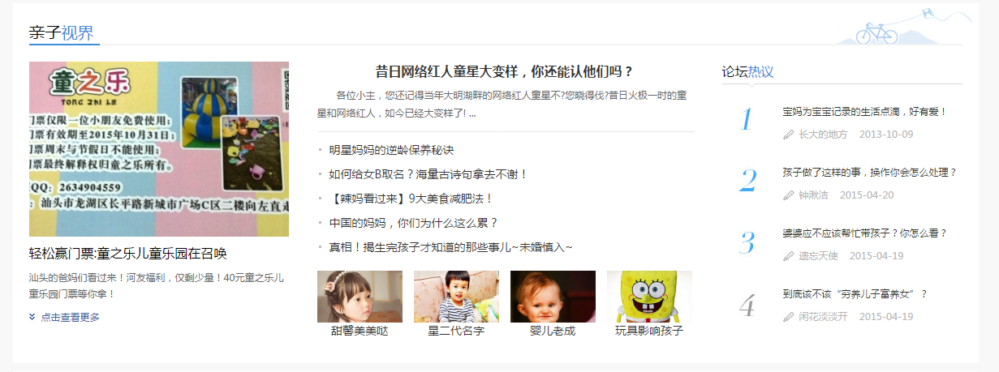 亲子视界
童之乐
TONG ZHI LE
门票仅限一位小朋友免费使用;
门票有效期至2015年10月31日;
门票周末与节假日不能使用;
门票最终解释权归童之乐所有。
QQ: 2634904559
: 汕头市龙湖区长平路新城市广场C区二楼向左直走
轻松赢门票:童之乐儿童乐园在召唤
汕头的爸妈们看过来！河友福利，仅剩少量！40元童之乐儿
童乐园门票等你拿！
点击查看更多
昔日网络红人童星大变样，你还能认他们吗？
各位小主，您还记得当年大明湖畔的网络红人童星不?您晓得伐?昔日火极一时的童
星和网络红人，如今已经大变样了! ...
明星妈妈的逆龄保养秘诀
如何给女B取名？海量古诗句拿去不谢！
【辣妈看过来】9大美食减肥法！
中国的妈妈，你们为什么这么累？
真相！揭生完孩子才知道的那些事儿~未婚慎入~
甜馨美美哒
星二代名字
婴儿老成
玩具影响孩子
论坛热议
1
宝妈为宝宝记录的生活点滴，好有爱！
长大的地方 2013-10-09
2
孩子做了这样的事，换作你会怎么处理？
钟湫洁 2015-04-20
3
婆婆应不应该帮忙带孩子？你怎么看？
遗忘天使 2015-04-19
4
到底该不该“穷养儿子富养女”？
闲花淡淡开 2015-04-19